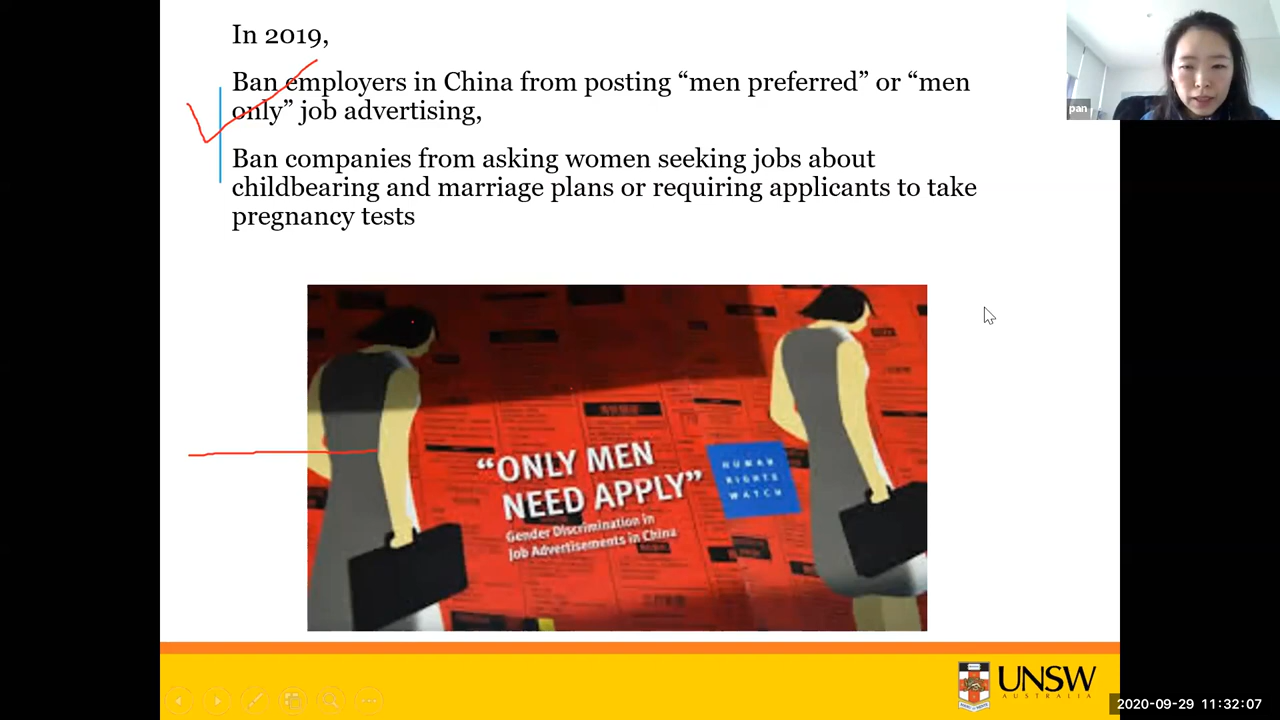 In 2019,
Ban employers in China from posting “men preferred” or “men
only” job advertising,
Ban companies from asking women seeking jobs about
childbearing and marriage plans or requiring applicants to take
pregnancy tests
pan
“ONLY MEN
NEED APPLY”
Gender Discrimination in
Job Advertisements in China
HUMAN
RIGHTS
WATCH
UNSW
AUSTRALIA
2020-09-29 11:32:07